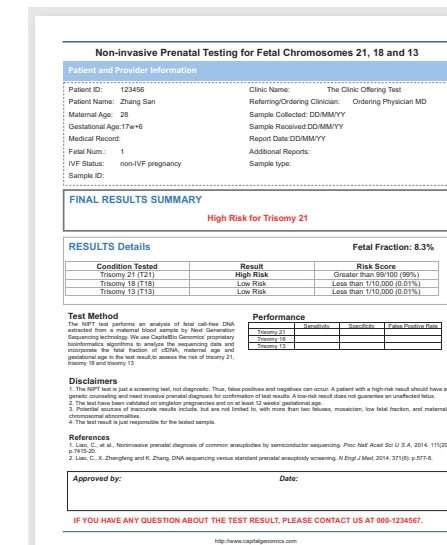 Non-invasive Prenatal Testing for Fetal Chromosomes 21, 18 and 13
Patient and Provider Information
Patient ID: 123456 Clinic Name: The Clinic Offering Test
Patient Name: Zhang San Referring/Ordering Clinician: Ordering Physician MD
Maternal Age: 28 Sample Collected: DD/MM/YY
Gestational Age:17w+6 Sample Received:DD/MM/YY
Medical Record: Report Date:DD/MM/YY
Fetal Num.: 1 Additional Reports:
IVF Status: non-IVF pregnancy Sample type:
Sample ID:
FINAL RESULTS SUMMARY
High Risk for Trisomy 21
RESULTS Details Fetal Fraction: 8.3%
Condition Tested Result Risk Score
Trisomy 21 (T21) High Risk Greater than 99/100 (99%)
Trisomy 18 (T18) Low Risk Less than 1/10,000 (0.01%)
Trisomy 13 (T13) Low Risk Less than 1/10,000 (0.01%)
Test Method
The NIPT test performs an analysis of fetal call-free DNA
extracted from a maternal blood sample by Next Generation
Sequencing technology. We use CapitalBio Genomics' proprietary
bioinformatics algorithms to analyze the sequencing data and
incorporate the fetal fraction of cfDNA, maternal age and
gestational age in the test result,to assess the risk of trisomy 21,
trisomy 18 and trisomy 13
Performance
Sensitivity Specificity False Positive Rate
Trisomy 21
Trisomy 18
Trisomy 13
Disclaimers
1. The NIPT test is just a screening test, not diagnostic. Thus, false positives and negatives can occur. A patient with a high-risk result should have a
genetic counseling and need invasive prenatal diagnosis for confirmation of test results. A low-risk result does not guarantee an unaffected fetus.
2. The test have been validated on singleton pregnancies and on at least 12 weeks' gestational age.
3. Potential sources of inaccurate results include, but are not limited to, with more than two fetuses, mosaicism, low fetal fraction, and maternal
chromosomal abnormalities.
4. The test result is just responsible for the tested sample.
References
1. Liao, C., et al., Noninvasive prenatal diagnosis of common aneuploidies by semiconductor sequencing. Proc Natl Acad Sci U S A, 2014. 111(20
p.7415-20.
2. Liao, C., X. Zhengfeng and K. Zhang, DNA sequencing versus standard prenatal aneuploidy screening. N Engl J Med, 2014. 371(6): p.577-8.
Approved by: Date:
IF YOU HAVE ANY QUESTION ABOUT THE TEST RESULT, PLEASE CONTACT US AT 000-1234567.
http://www.capitalgenomics.com